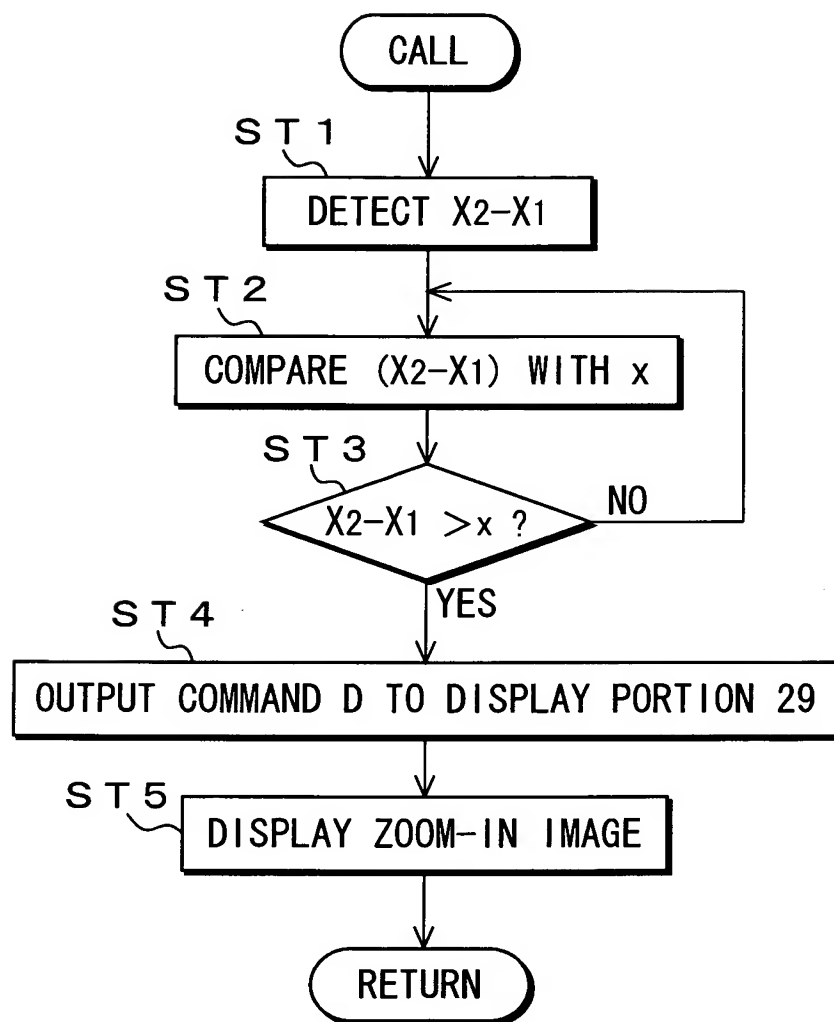 CALL
ST1
DETECT X2-X1
ST2
COMPARE (X2-X1) WITH x
ST3
X2-X1 >x ?
NO
YES
ST4
OUTPUT COMMAND D TO DISPLAY PORTION 29
ST5
DISPLAY ZOOM-IN IMAGE
RETURN